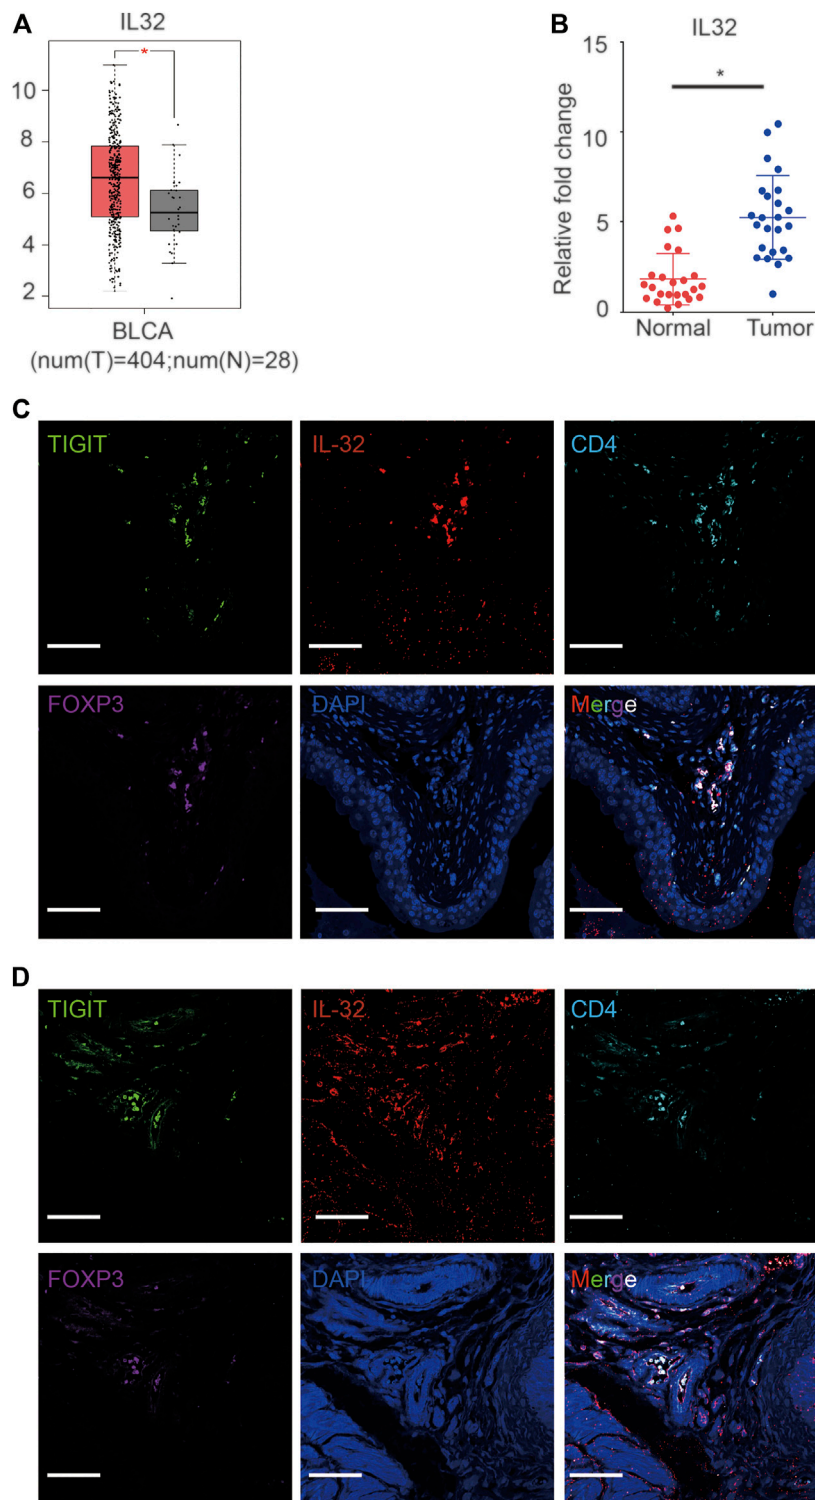 A
IL32
*
10
8
6
4
2
BLCA
(num(T)=404;num(N)=28)
B
IL32
15
10
5
0
Relative fold change
*
Normal
Tumor
C
TIGIT
IL-32
CD4
FOXP3
DAPI
Merge
D
TIGIT
IL-32
CD4
FOXP3
DAPI
Merge